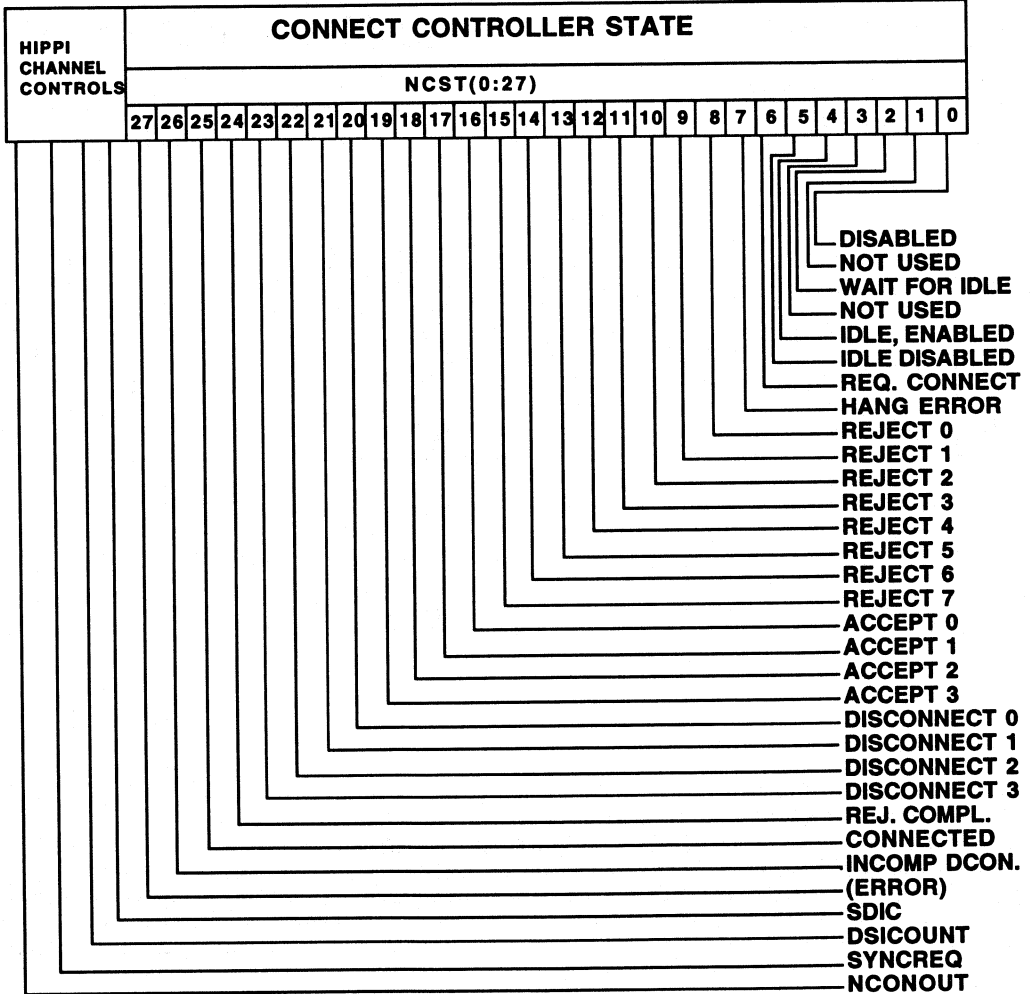 CONNECT CONTROLLER STATE
HIPPI
CHANNEL
CONTROLS
NCST(0:27)
27 26 25 24 23 22 21 20 19 18 17 16 15 14 13 12 11 10 9 8 7 6 5 4 3 2 1 0
DISABLED
NOT USED
WAIT FOR IDLE
NOT USED
IDLE, ENABLED
IDLE DISABLED
REQ. CONNECT
HANG ERROR
REJECT 0
REJECT 1
REJECT 2
REJECT 3
REJECT 4
REJECT 5
REJECT 6
REJECT 7
ACCEPT 0
ACCEPT 1
ACCEPT 2
ACCEPT 3
DISCONNECT 0
DISCONNECT 1
DISCONNECT 2
DISCONNECT 3
REJ. COMPL.
CONNECTED
INCOMP DCON.
(ERROR)
SDIC
DSICOUNT
SYNCREQ
NCONOUT